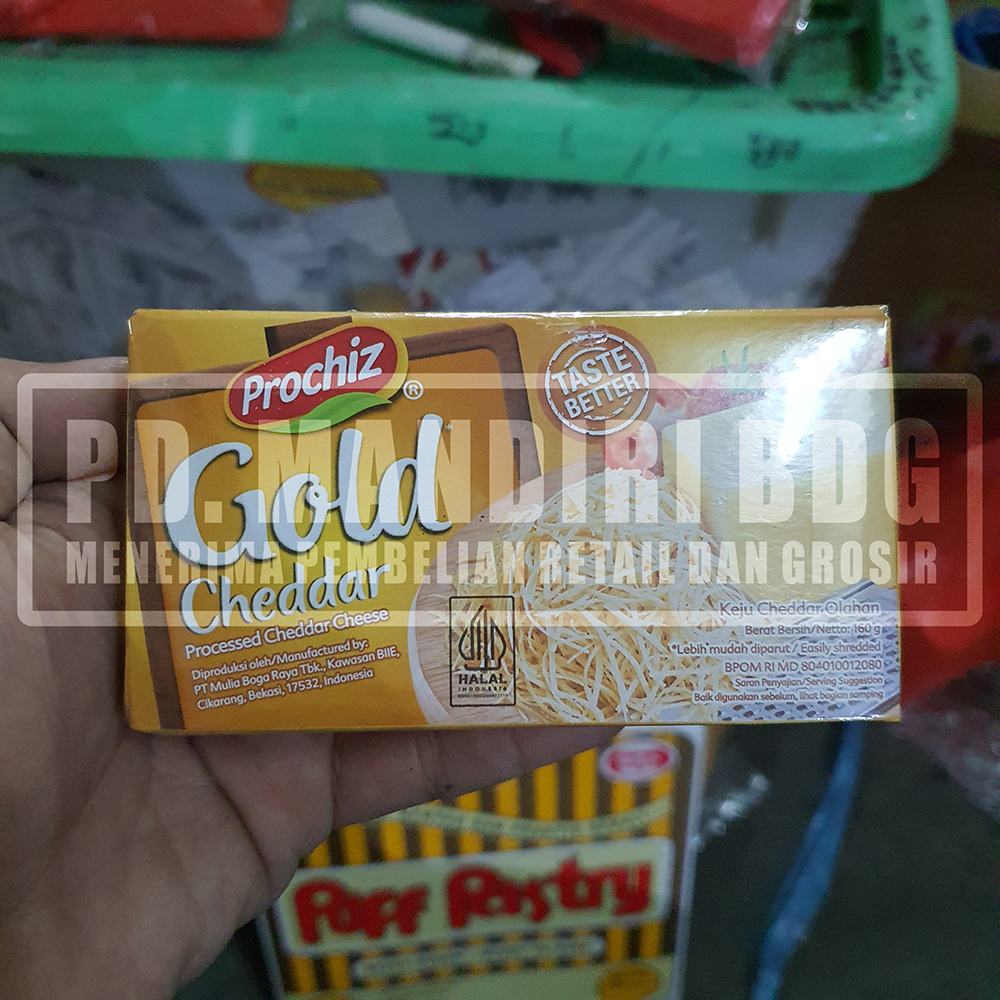 Prochiz
®
TASTE
BETTER
Gold*
Cheddar
Processed Cheddar Cheese
Diproduksi oleh/Manufactured by:
PT Mulia Boga Raya Tbk., Kawasan BIIE,
Cikarang, Bekasi, 17532, Indonesia
HALAL
INDONESIA
Keju Cheddar Olahan
Berat Bersih/Netto: 160 g
*Lebih mudah diparut / Easily shredded
BPOM RI MD 804010012080
Saran Penyajian/Serving Suggestion
Baik digunakan sebelum, lihat bagian samping
PD. MANDIRI BDG
MENERIMA PEMBELIAN RETAIL DAN GROSIR
Puff Pastry